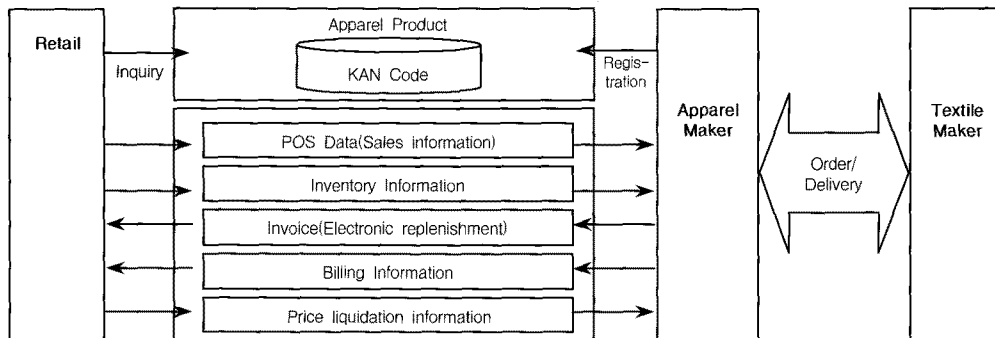 Retail
Inquiry
Apparel Product
KAN Code
Regis-
tration
Apparel
Maker
Textile
Maker
Order/
Delivery
POS Data(Sales information)
Inventory Information
Invoice(Electronic replenishment)
Billing Information
Price liquidation information